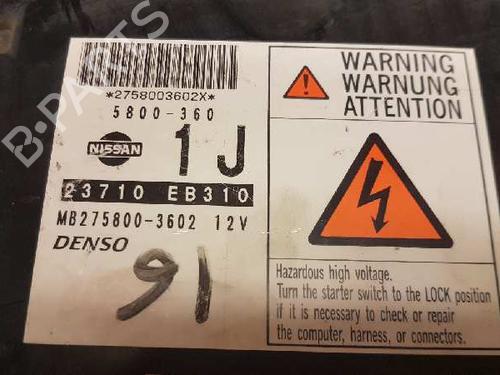 *2758003602X*
5800-360
NISSAN
1J
23710 EB310
MB275800-3602 12V
DENSO
91
WARNING
WARNUNG
ATTENTION
Hazardous high voltage.
Turn the starter switch to the LOCK position
if it is necessary to check or repair
the computer, harness, or connectors.
B-PARTS